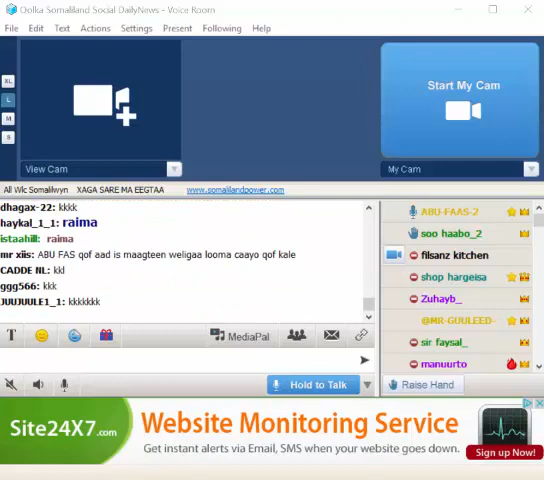 Oolka Somaliland Social DailyNews - Voice Room
File Edit Text Actions Settings Present Following Help
XL
L
M
S
Start My Cam
View Cam
My Cam
All Wlc Somalilwyn XAGA SARE MA EEGTAA www.somalilandpower.com
dhagax-22: kkkk
haykal_1_1: raima
istaahill: raima
mr xiis: ABU FAS qof aad is maagteen weligaa looma caayo qof kale
CADDE NL: kkl
ggg566: kkk
JUUJUULE1_1: kkkkkkk
ABU-FAAS-2
soo haabo_2
filsanz kitchen
shop hargeisa
Zuhayb_
@MR-GUULEED-
sir faysal_
manuurto
T
MediaPal
Hold to Talk
Raise Hand
Site24X7.com
Website Monitoring Service
Get instant alerts via Email, SMS when your website goes down.
Sign up Now!